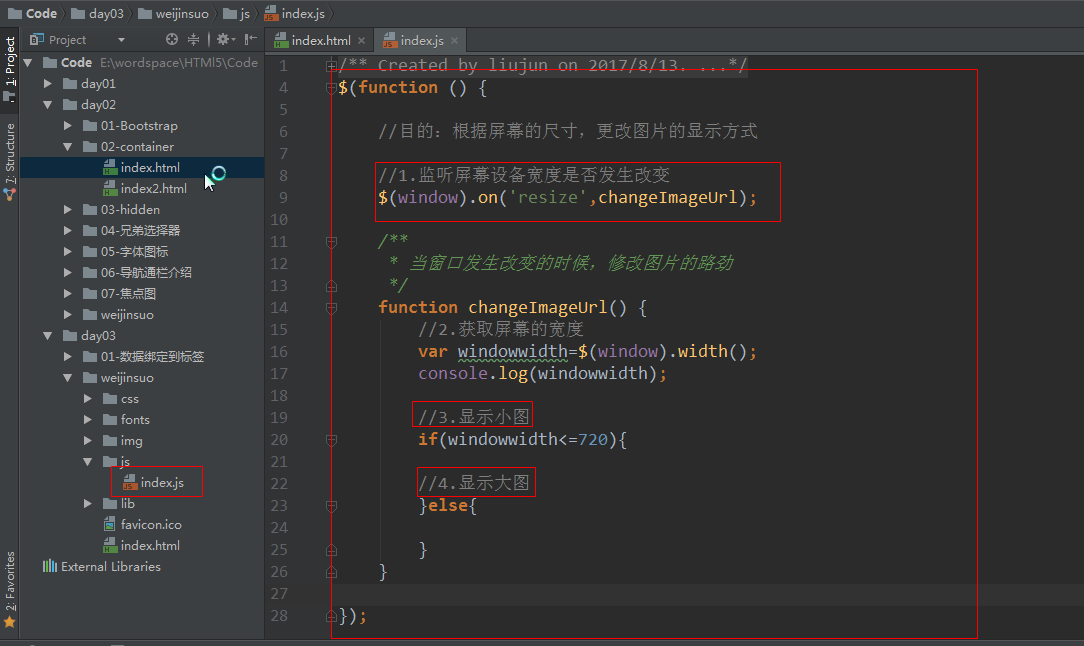 Code day03 weijinsuo js index.js
Project
index.html index.js
1: Project
7: Structure
2: Favorites
Code E:\wordspace\HTMl5\Code
day01
day02
01-Bootstrap
02-container
index.html
index2.html
03-hidden
04-兄弟选择器
05-字体图标
06-导航通栏介绍
07-焦点图
weijinsuo
day03
01-数据绑定到标签
weijinsuo
css
fonts
img
js
index.js
lib
favicon.ico
index.html
External Libraries
1 /** Created by liujun on 2017/8/13. ...*/
4 $(function () {
5
6 //目的：根据屏幕的尺寸，更改图片的显示方式
7
8 //1.监听屏幕设备宽度是否发生改变
9 $(window).on('resize',changeImageUrl);
10
11 /**
12 * 当窗口发生改变的时候，修改图片的路劲
13 */
14 function changeImageUrl() {
15 //2.获取屏幕的宽度
16 var windowwidth=$(window).width();
17 console.log(windowwidth);
18
19 //3.显示小图
20 if(windowwidth<=720){
21
22 //4.显示大图
23 }else{
24
25 }
26 }
27
28 });